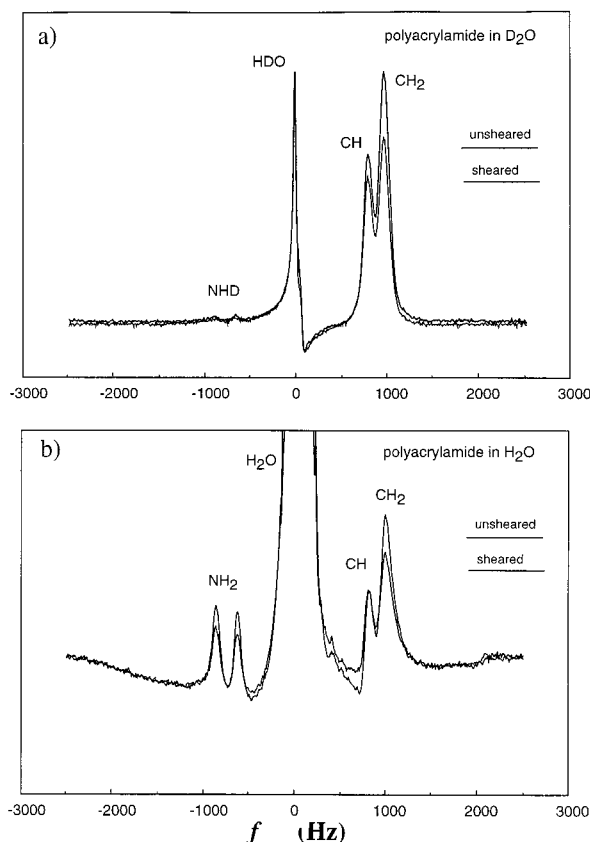 a)
polyacrylamide in D₂O
HDO
CH₂
CH
unsheared
sheared
NHD
-3000 -2000 -1000 0 1000 2000 3000
b)
polyacrylamide in H₂O
H₂O
CH₂
unsheared
sheared
CH
NH₂
-3000 -2000 -1000 0 1000 2000 3000
f (Hz)